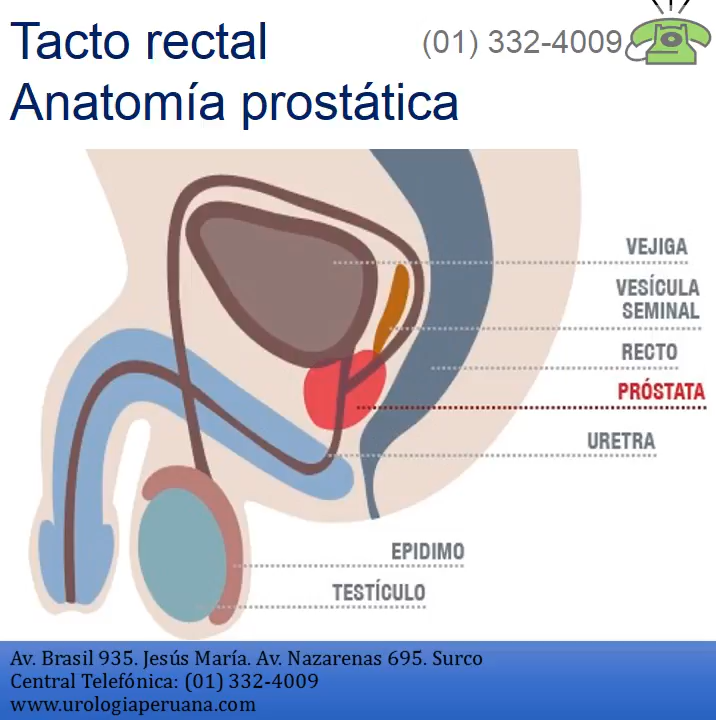 Tacto rectal
(01) 332-4009
Anatomía prostática
VEJIGA
VESÍCULA
SEMINAL
RECTO
PRÓSTATA
URETRA
EPIDIMO
TESTÍCULO
Av. Brasil 935. Jesús María. Av. Nazarenas 695. Surco
Central Telefónica: (01) 332-4009
www.urologiaperuana.com